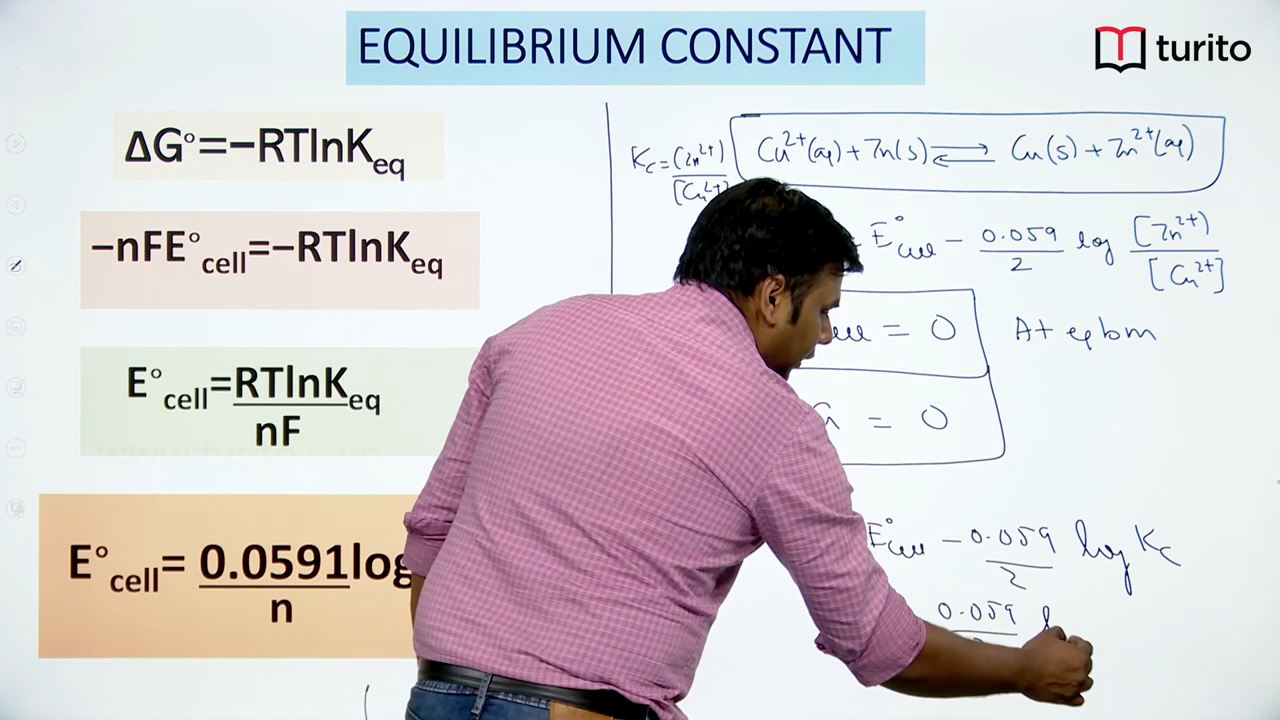 EQUILIBRIUM CONSTANT
turito
ΔG°=−RTlnKeq
−nFE°cell=−RTlnKeq
E°cell=RTlnKeq
nF
E°cell= 0.0591log
n
Cu²⁺(aq) + Zn(s) ⇌ Cu(s) + Zn²⁺(aq)
Kc = [Zn²⁺]
[Cu²⁺]
E°cell − 0.059 log [Zn²⁺]
2 [Cu²⁺]
= 0 At eqbm
= 0
E°cell − 0.059 log Kc
2
0.059